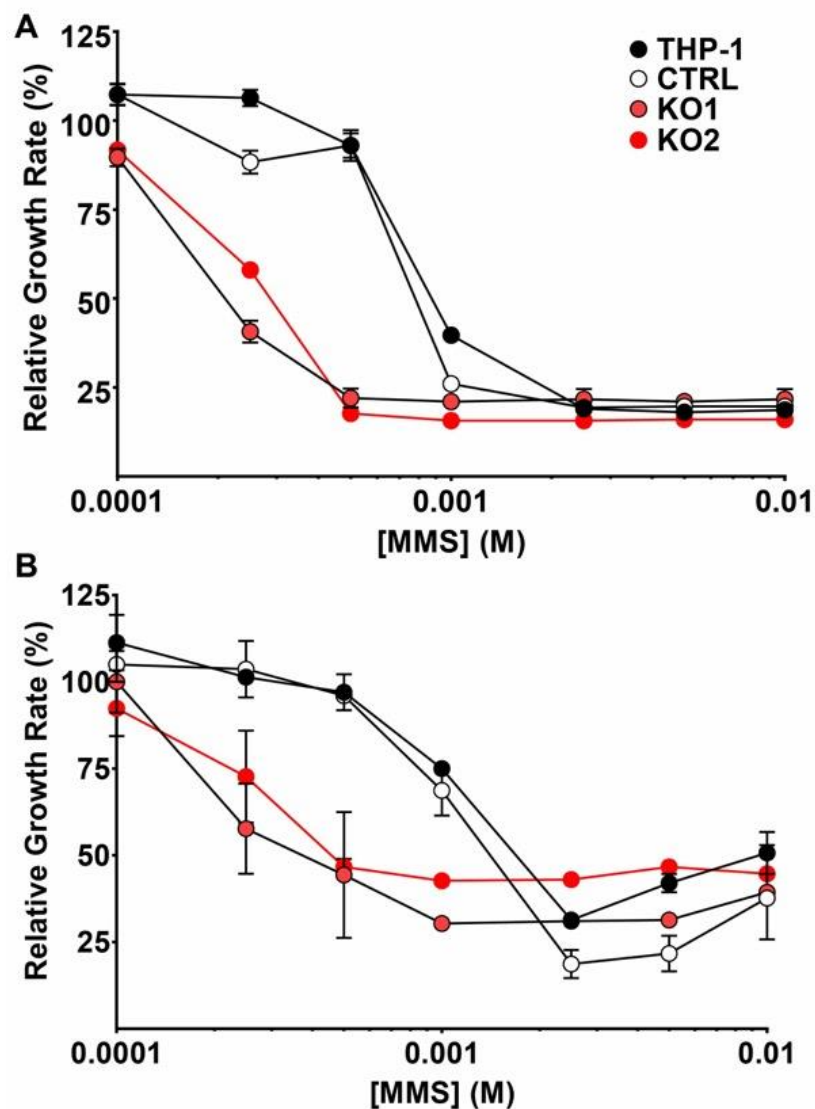 A
125
100
75
50
25
Relative Growth Rate (%)
THP-1
CTRL
KO1
KO2
0.0001
0.001
0.01
[MMS] (M)
B
125
100
75
50
25
Relative Growth Rate (%)
0.0001
0.001
0.01
[MMS] (M)